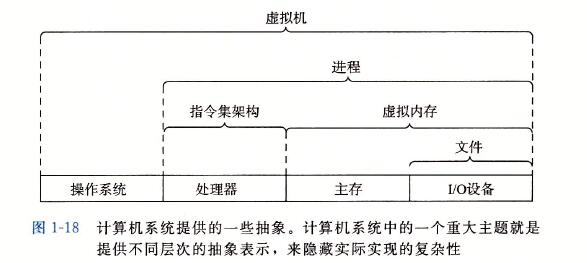 虚拟机
进程
指令集架构 虚拟内存
文件
操作系统 处理器 主存 I/O设备
图 1-18 计算机系统提供的一些抽象。计算机系统中的一个重大主题就是
提供不同层次的抽象表示，来隐藏实际实现的复杂性